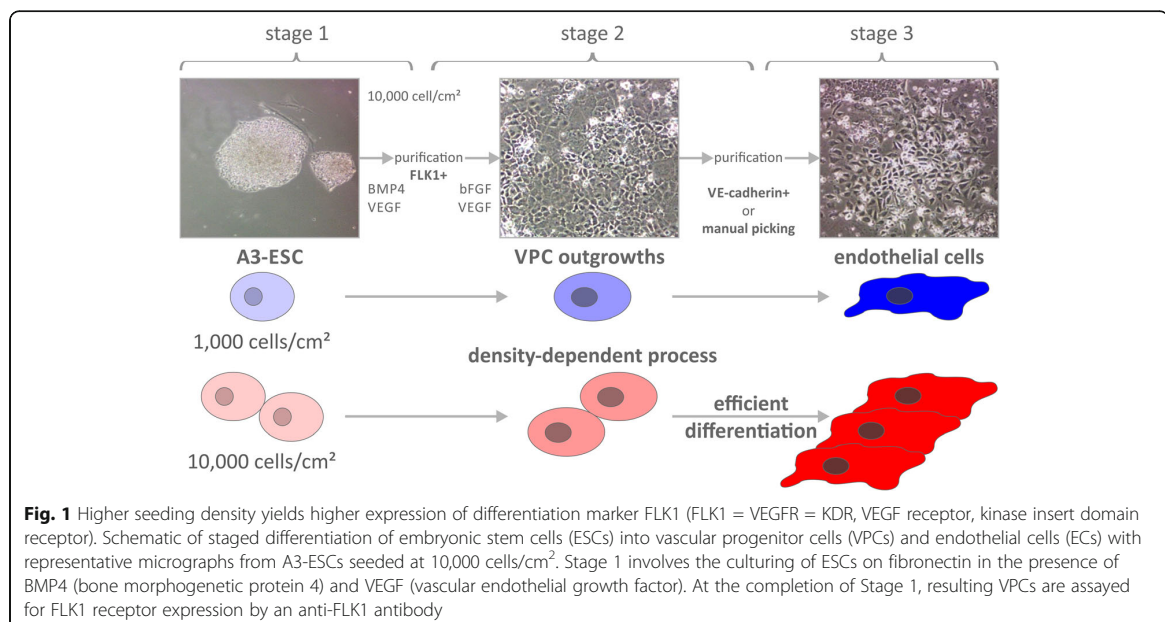 stage 1
stage 2
stage 3
10,000 cell/cm²
purification
FLK1+
BMP4
VEGF
bFGF
VEGF
purification
VE-cadherin+
or
manual picking
A3-ESC
VPC outgrowths
endothelial cells
1,000 cells/cm²
density-dependent process
efficient
differentiation
10,000 cells/cm²
Fig. 1 Higher seeding density yields higher expression of differentiation marker FLK1 (FLK1 = VEGFR = KDR, VEGF receptor, kinase insert domain
receptor). Schematic of staged differentiation of embryonic stem cells (ESCs) into vascular progenitor cells (VPCs) and endothelial cells (ECs) with
representative micrographs from A3-ESCs seeded at 10,000 cells/cm². Stage 1 involves the culturing of ESCs on fibronectin in the presence of
BMP4 (bone morphogenetic protein 4) and VEGF (vascular endothelial growth factor). At the completion of Stage 1, resulting VPCs are assayed
for FLK1 receptor expression by an anti-FLK1 antibody